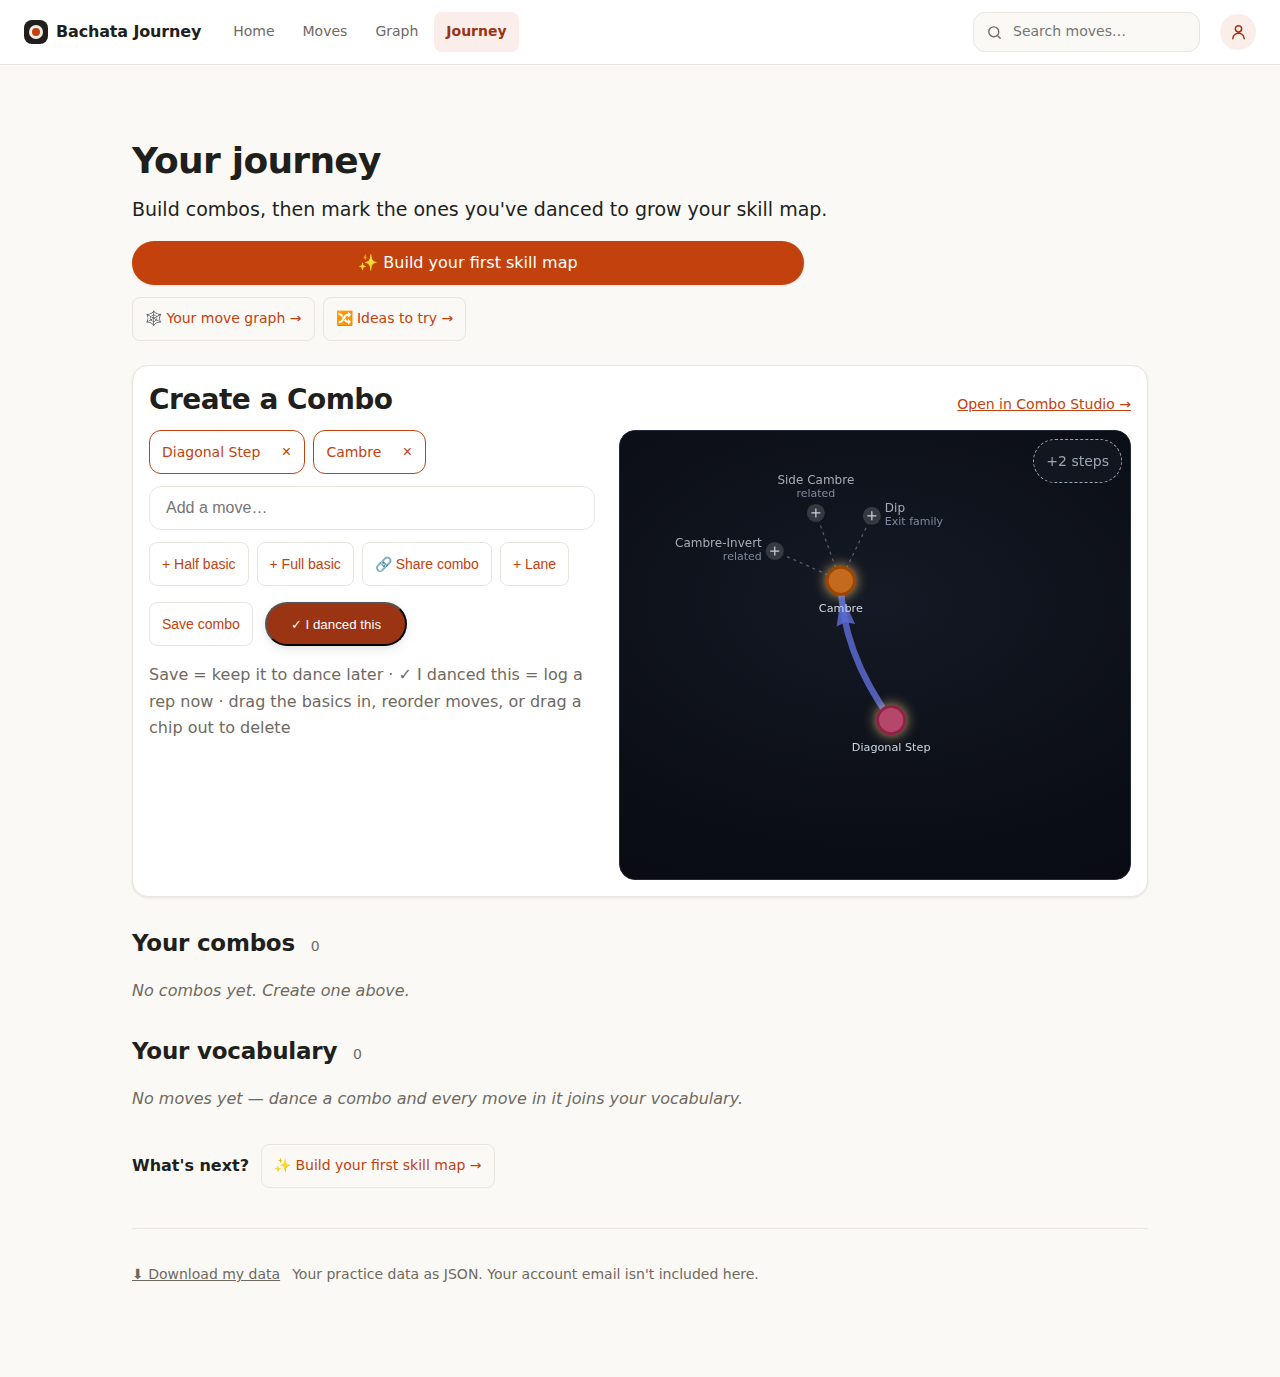 Bachata Journey
Home
Moves
Graph
Journey
Search moves...
Your journey
Build combos, then mark the ones you've danced to grow your skill map.
✨ Build your first skill map
🕸 Your move graph →
🔀 Ideas to try →
Create a Combo
Open in Combo Studio →
Diagonal Step ×
Cambre ×
Add a move…
+ Half basic
+ Full basic
🔗 Share combo
+ Lane
Save combo
✓ I danced this
Save = keep it to dance later · ✓ I danced this = log a
rep now · drag the basics in, reorder moves, or drag a
chip out to delete
+2 steps
Side Cambre
related
Dip
Exit family
Cambre-Invert
related
Cambre
Diagonal Step
Your combos 0
No combos yet. Create one above.
Your vocabulary 0
No moves yet — dance a combo and every move in it joins your vocabulary.
What's next?
✨ Build your first skill map →
⬇ Download my data
Your practice data as JSON. Your account email isn't included here.